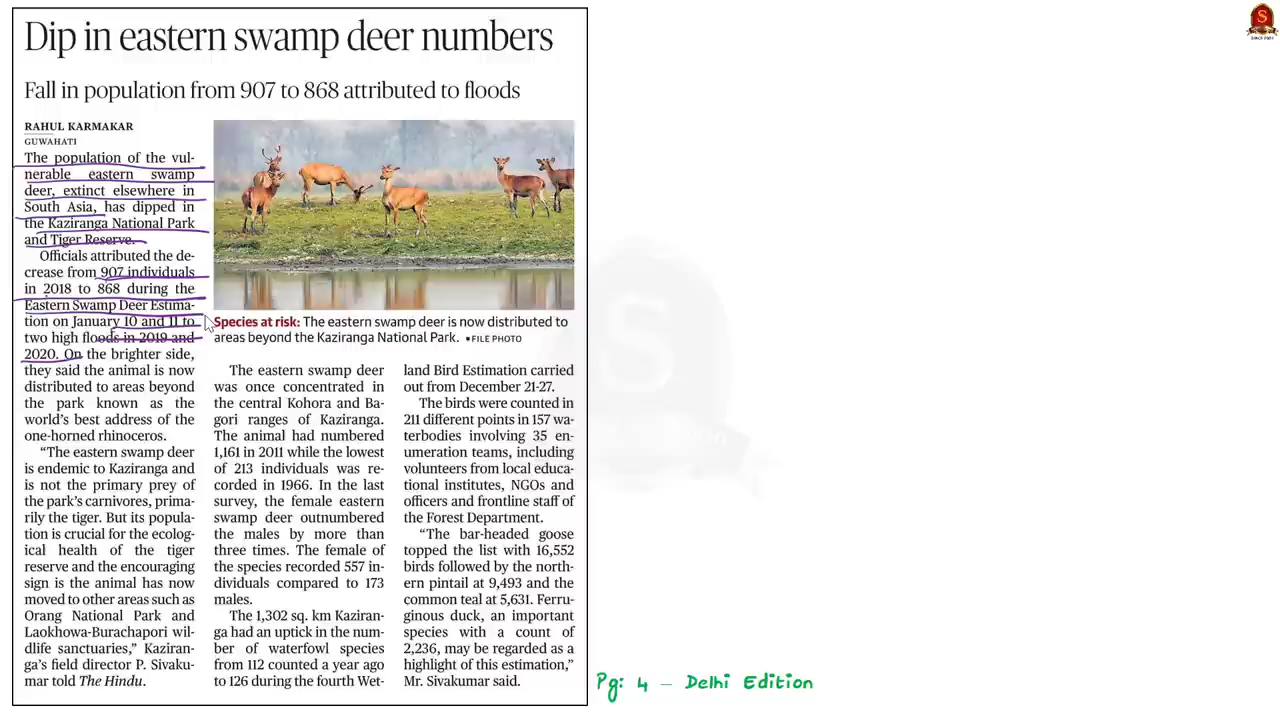 Dip in eastern swamp deer numbers
Fall in population from 907 to 868 attributed to floods
RAHUL KARMAKAR
GUWAHATI
The population of the vul-
nerable eastern swamp
deer, extinct elsewhere in
South Asia, has dipped in
the Kaziranga National Park
and Tiger Reserve.
Officials attributed the de-
crease from 907 individuals
in 2018 to 868 during the
Eastern Swamp Deer Estima-
tion on January 10 and 11 to
two high floods in 2019 and
2020. On the brighter side,
they said the animal is now
distributed to areas beyond
the park known as the
world's best address of the
one-horned rhinoceros.
“The eastern swamp deer
is endemic to Kaziranga and
is not the primary prey of
the park's carnivores, prima-
rily the tiger. But its popula-
tion is crucial for the ecolog-
ical health of the tiger
reserve and the encouraging
sign is the animal has now
moved to other areas such as
Orang National Park and
Laokhowa-Burachapori wil-
dlife sanctuaries,” Kaziran-
ga's field director P. Sivaku-
mar told The Hindu.
Species at risk: The eastern swamp deer is now distributed to
areas beyond the Kaziranga National Park. ▪ FILE PHOTO
The eastern swamp deer
was once concentrated in
the central Kohora and Ba-
gori ranges of Kaziranga.
The animal had numbered
1,161 in 2011 while the lowest
of 213 individuals was re-
corded in 1966. In the last
survey, the female eastern
swamp deer outnumbered
the males by more than
three times. The female of
the species recorded 557 in-
dividuals compared to 173
males.
The 1,302 sq. km Kaziran-
ga had an uptick in the num-
ber of waterfowl species
from 112 counted a year ago
to 126 during the fourth Wet-
land Bird Estimation carried
out from December 21-27.
The birds were counted in
211 different points in 157 wa-
terbodies involving 35 en-
umeration teams, including
volunteers from local educa-
tional institutes, NGOs and
officers and frontline staff of
the Forest Department.
“The bar-headed goose
topped the list with 16,552
birds followed by the north-
ern pintail at 9,493 and the
common teal at 5,631. Ferru-
ginous duck, an important
species with a count of
2,236, may be regarded as a
highlight of this estimation,”
Mr. Sivakumar said.
Pg: 4 – Delhi Edition
S